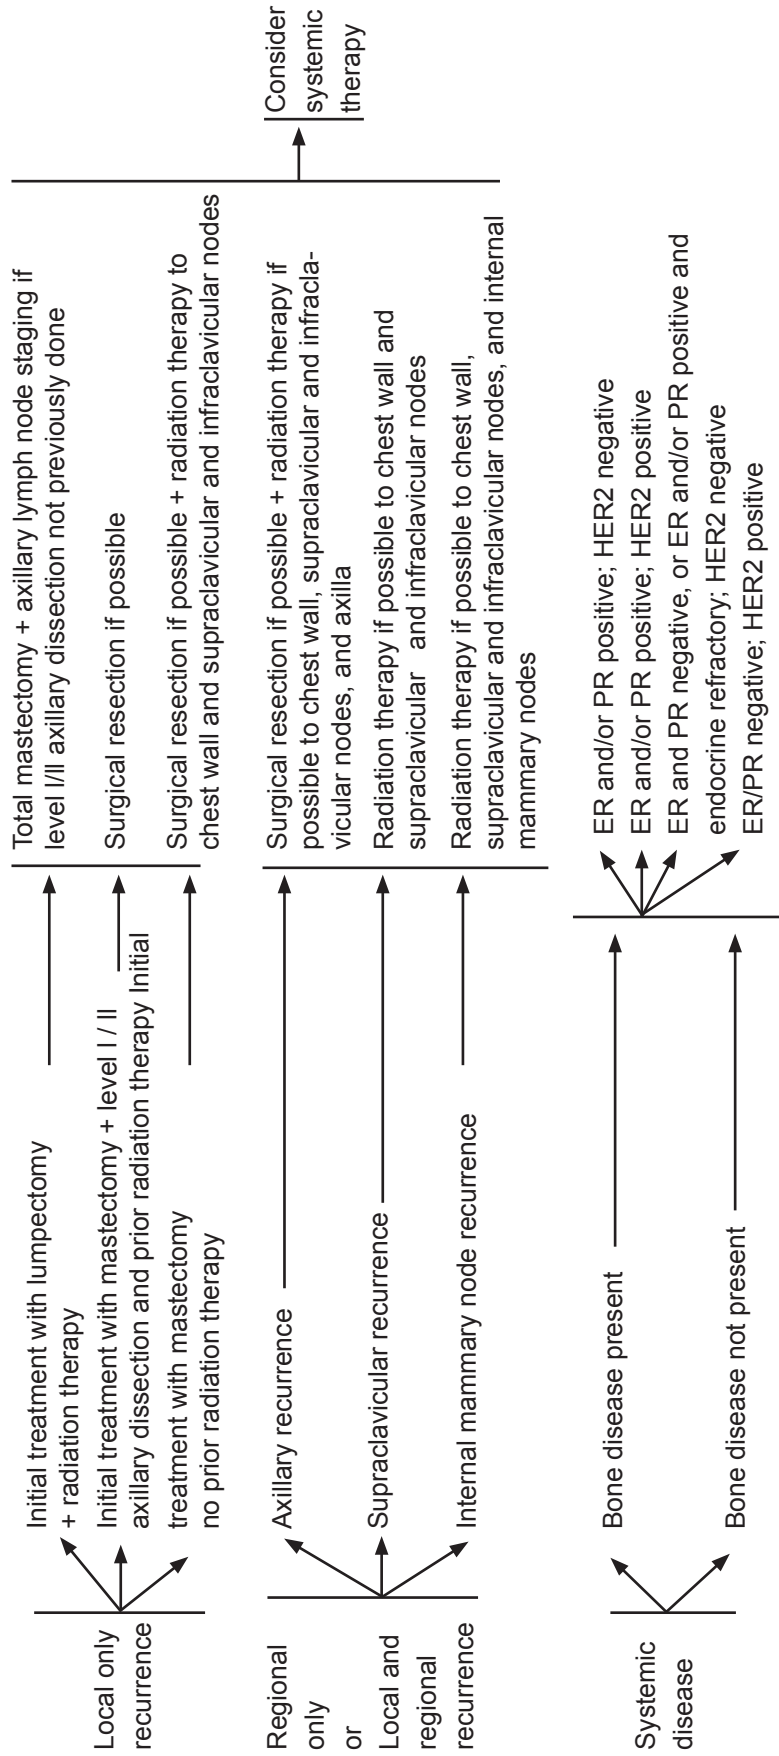 Local only
recurrence
Initial treatment with lumpectomy
+ radiation therapy
Initial treatment with mastectomy + level I / II
axillary dissection and prior radiation therapy Initial
treatment with mastectomy
no prior radiation therapy
Total mastectomy + axillary lymph node staging if
level I/II axillary dissection not previously done
Surgical resection if possible
Surgical resection if possible + radiation therapy to
chest wall and supraclavicular and infraclavicular nodes
Regional
only
or
Local and
regional
recurrence
Axillary recurrence
Supraclavicular recurrence
Internal mammary node recurrence
Surgical resection if possible + radiation therapy if
possible to chest wall, supraclavicular and infracla-
vicular nodes, and axilla
Radiation therapy if possible to chest wall and
supraclavicular and infraclavicular nodes
Radiation therapy if possible to chest wall,
supraclavicular and infraclavicular nodes, and internal
mammary nodes
Consider
systemic
therapy
Systemic
disease
Bone disease present
Bone disease not present
ER and/or PR positive; HER2 negative
ER and/or PR positive; HER2 positive
ER and PR negative, or ER and/or PR positive and
endocrine refractory; HER2 negative
ER/PR negative; HER2 positive